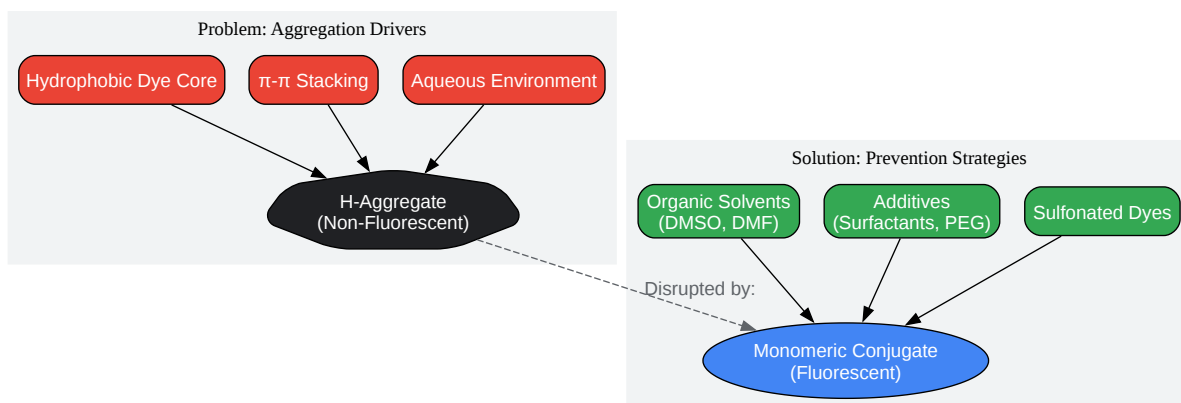 Problem: Aggregation Drivers
Hydrophobic Dye Core
π-π Stacking
Aqueous Environment
H-Aggregate
(Non-Fluorescent)
Solution: Prevention Strategies
Organic Solvents
(DMSO, DMF)
Additives
(Surfactants, PEG)
Sulfonated Dyes
Disrupted by:
Monomeric Conjugate
(Fluorescent)